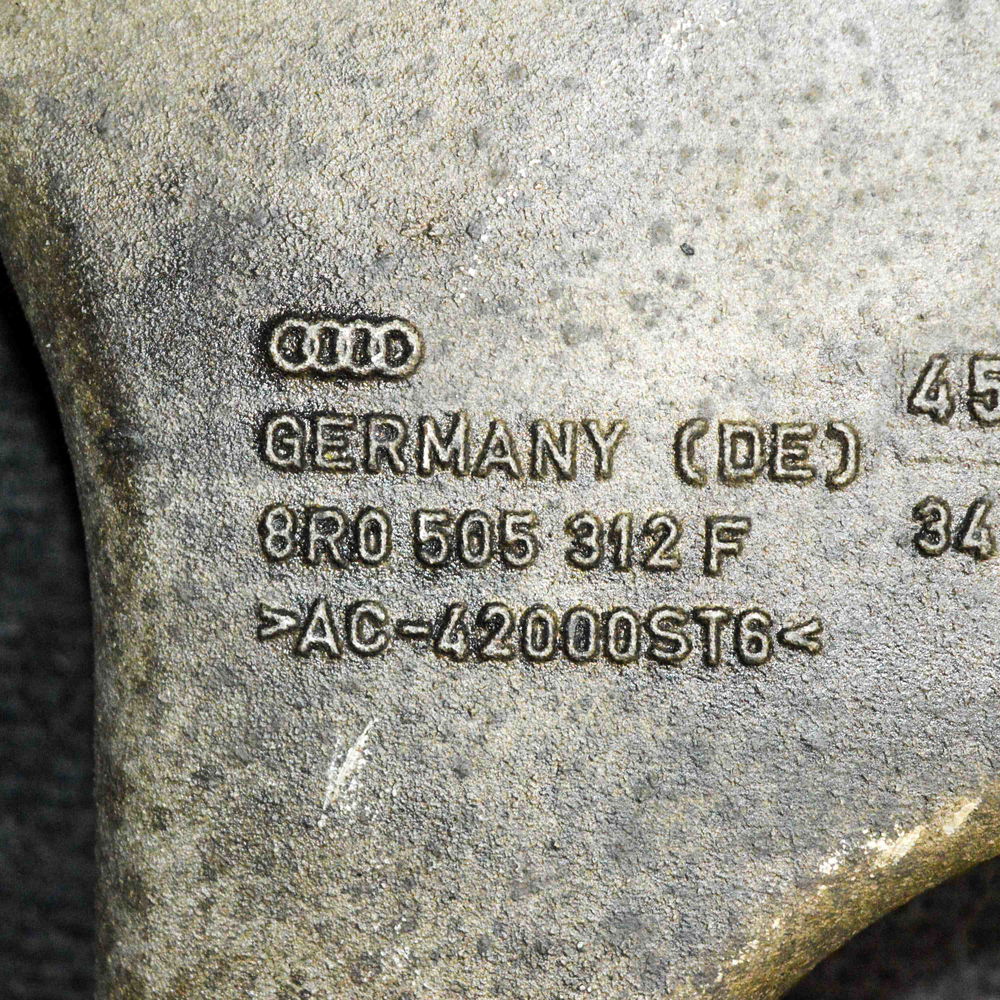 GERMANY (DE)
8R0 505 312 F
>AC-42000ST6<
45
34